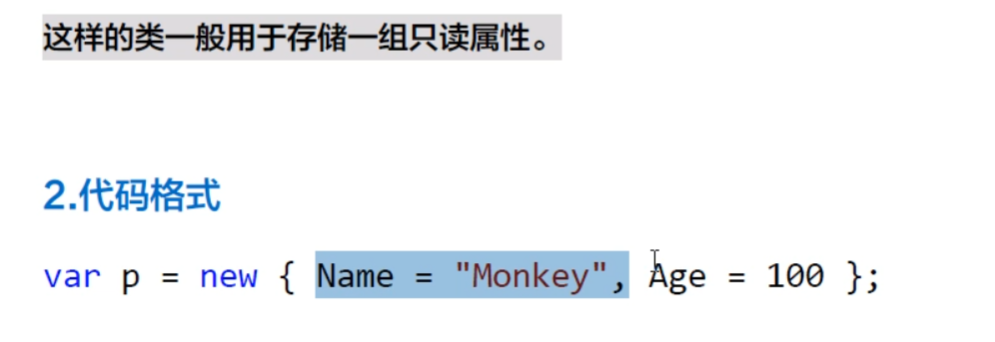 这样的类一般用于存储一组只读属性。
2.代码格式
var p = new { Name = "Monkey", Age = 100 };